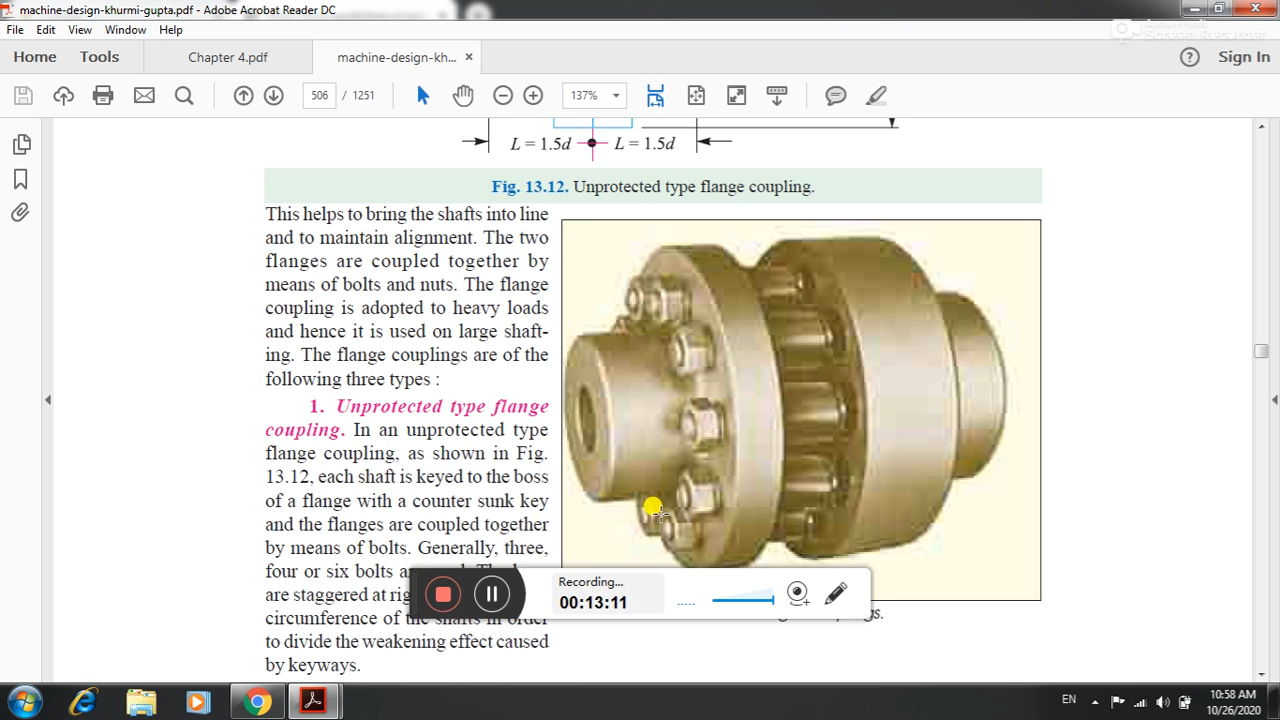 machine-design-khurmi-gupta.pdf - Adobe Acrobat Reader DC
File Edit View Window Help
Screen Recorder
Home Tools Chapter 4.pdf machine-design-kh... × Sign In
506 / 1251 137%
L = 1.5d L = 1.5d
Fig. 13.12. Unprotected type flange coupling.
This helps to bring the shafts into line
and to maintain alignment. The two
flanges are coupled together by
means of bolts and nuts. The flange
coupling is adopted to heavy loads
and hence it is used on large shaft-
ing. The flange couplings are of the
following three types :
1. Unprotected type flange
coupling. In an unprotected type
flange coupling, as shown in Fig.
13.12, each shaft is keyed to the boss
of a flange with a counter sunk key
and the flanges are coupled together
by means of bolts. Generally, three,
four or six bolts
are staggered at
circumference of the shafts in order
to divide the weakening effect caused
by keyways.
Recording...
00:13:11
EN 10:58 AM
10/26/2020